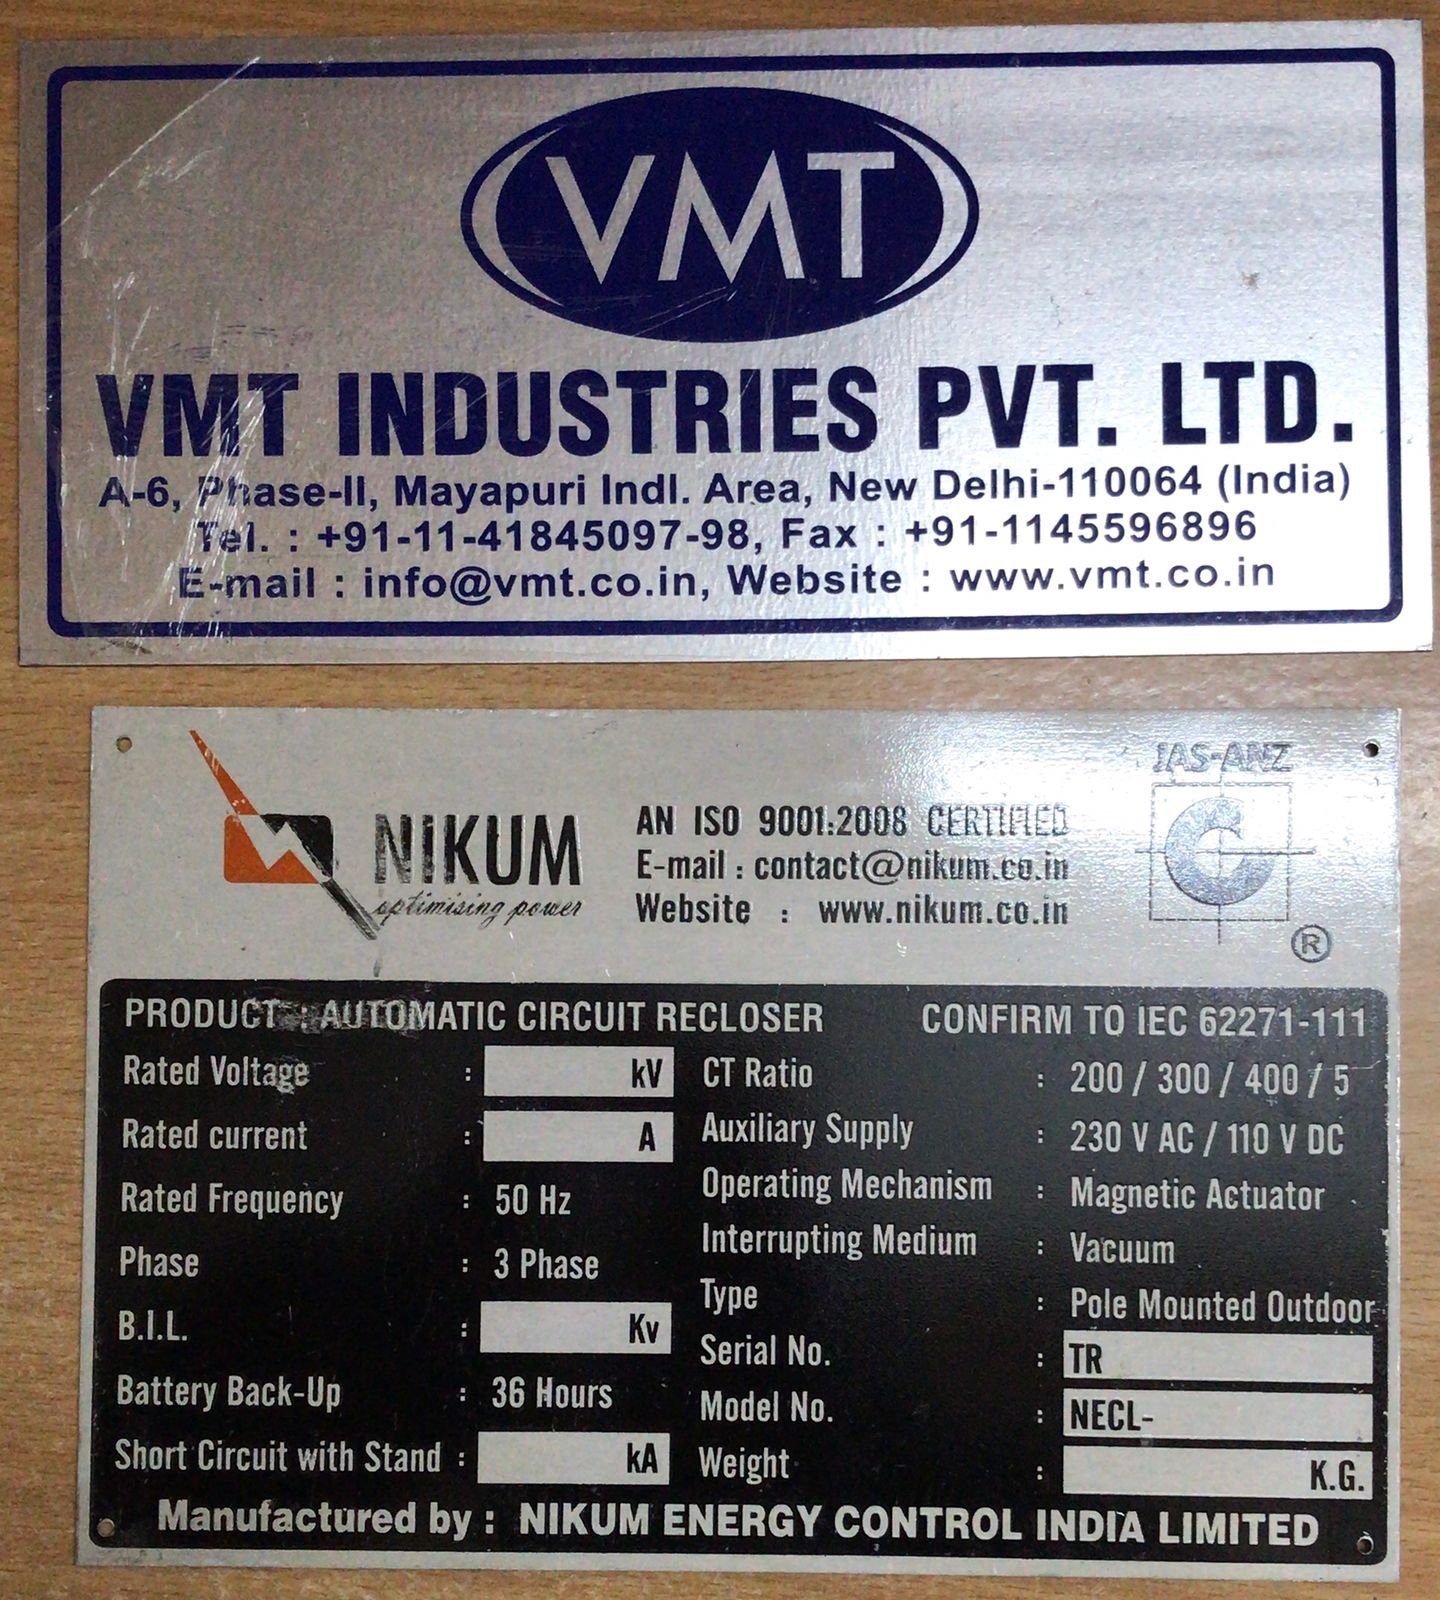 VMT
VMT INDUSTRIES PVT. LTD.
A-6, Phase-II, Mayapuri Indl. Area, New Delhi-110064 (India)
Tel. : +91-11-41845097-98, Fax : +91-1145596896
E-mail : info@vmt.co.in, Website : www.vmt.co.in
NIKUM
optimising power
AN ISO 9001:2008 CERTIFIED
E-mail : contact@nikum.co.in
Website : www.nikum.co.in
JAS-ANZ
®
PRODUCT : AUTOMATIC CIRCUIT RECLOSER CONFIRM TO IEC 62271-111
Rated Voltage : kV
Rated current : A
Rated Frequency : 50 Hz
Phase : 3 Phase
B.I.L. : Kv
Battery Back-Up : 36 Hours
Short Circuit with Stand : kA
CT Ratio : 200 / 300 / 400 / 5
Auxiliary Supply : 230 V AC / 110 V DC
Operating Mechanism : Magnetic Actuator
Interrupting Medium : Vacuum
Type : Pole Mounted Outdoor
Serial No. : TR
Model No. : NECL-
Weight : K.G.
Manufactured by : NIKUM ENERGY CONTROL INDIA LIMITED